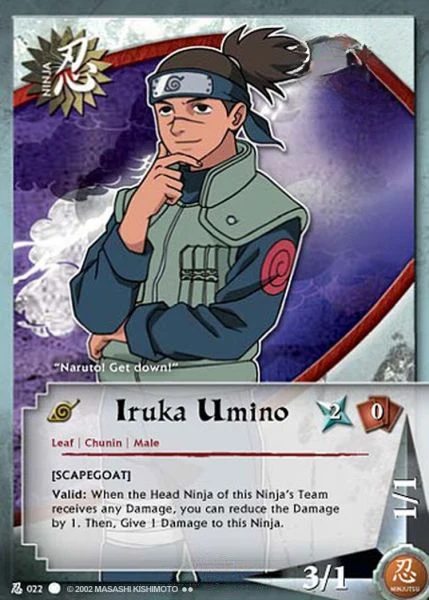 忍
NINJA
"Naruto! Get down!"
Iruka Umino
2
0
Leaf | Chunin | Male
[SCAPEGOAT]
Valid: When the Head Ninja of this Ninja's Team
receives any Damage, you can reduce the Damage
by 1. Then, Give 1 Damage to this Ninja.
1/1
3/1
忍
NINJUTSU
忍 022 © 2002 MASASHI KISHIMOTO